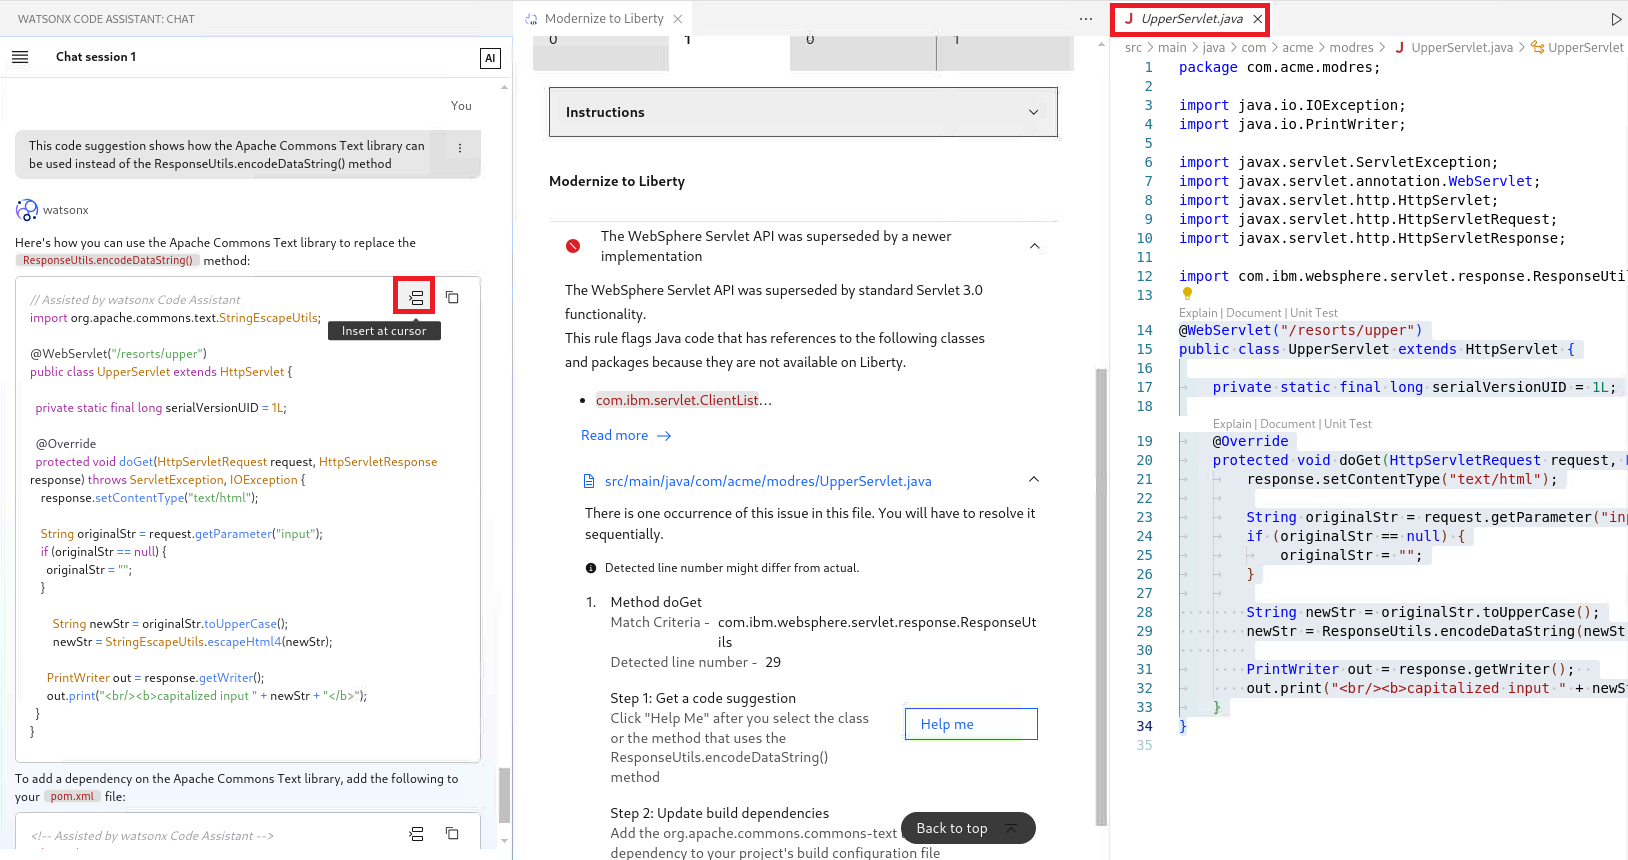 WATSONX CODE ASSISTANT: CHAT
Chat session 1
AI
You
This code suggestion shows how the Apache Commons Text library can
be used instead of the ResponseUtils.encodeDataString() method
watsonx
Here's how you can use the Apache Commons Text library to replace the
ResponseUtils.encodeDataString() method:
// Assisted by watsonx Code Assistant
import org.apache.commons.text.StringEscapeUtils;
Insert at cursor
@WebServlet("/resorts/upper")
public class UpperServlet extends HttpServlet {
private static final long serialVersionUID = 1L;
@Override
protected void doGet(HttpServletRequest request, HttpServletResponse
response) throws ServletException, IOException {
response.setContentType("text/html");
String originalStr = request.getParameter("input");
if (originalStr == null) {
originalStr = "";
}
String newStr = originalStr.toUpperCase();
newStr = StringEscapeUtils.escapeHtml4(newStr);
PrintWriter out = response.getWriter();
out.print("<br/><b>capitalized input " + newStr + "</b>");
}
}
To add a dependency on the Apache Commons Text library, add the following to
your pom.xml file:
<!-- Assisted by watsonx Code Assistant -->
Modernize to Liberty
0 1 0 1
Instructions
Modernize to Liberty
The WebSphere Servlet API was superseded by a newer
implementation
The WebSphere Servlet API was superseded by standard Servlet 3.0
functionality.
This rule flags Java code that has references to the following classes
and packages because they are not available on Liberty.
• com.ibm.servlet.ClientList...
Read more →
src/main/java/com/acme/modres/UpperServlet.java
There is one occurrence of this issue in this file. You will have to resolve it
sequentially.
Detected line number might differ from actual.
1. Method doGet
Match Criteria - com.ibm.websphere.servlet.response.ResponseUt
ils
Detected line number - 29
Step 1: Get a code suggestion
Click "Help Me" after you select the class
or the method that uses the
ResponseUtils.encodeDataString()
method
Help me
Step 2: Update build dependencies
Add the org.apache.commons.commons-text
dependency to your project's build configuration file
Back to top
J UpperServlet.java
src > main > java > com > acme > modres > J UpperServlet.java > UpperServlet
1 package com.acme.modres;
2
3 import java.io.IOException;
4 import java.io.PrintWriter;
5
6 import javax.servlet.ServletException;
7 import javax.servlet.annotation.WebServlet;
8 import javax.servlet.http.HttpServlet;
9 import javax.servlet.http.HttpServletRequest;
10 import javax.servlet.http.HttpServletResponse;
11
12 import com.ibm.websphere.servlet.response.ResponseUtil
13
Explain | Document | Unit Test
14 @WebServlet("/resorts/upper")
15 public class UpperServlet extends HttpServlet {
16
17 private static final long serialVersionUID = 1L;
18
Explain | Document | Unit Test
19 @Override
20 protected void doGet(HttpServletRequest request,
21 response.setContentType("text/html");
22
23 String originalStr = request.getParameter("inp
24 if (originalStr == null) {
25 originalStr = "";
26 }
27
28 String newStr = originalStr.toUpperCase();
29 newStr = ResponseUtils.encodeDataString(newSt
30
31 PrintWriter out = response.getWriter();
32 out.print("<br/><b>capitalized input " + newS
33 }
34 }
35